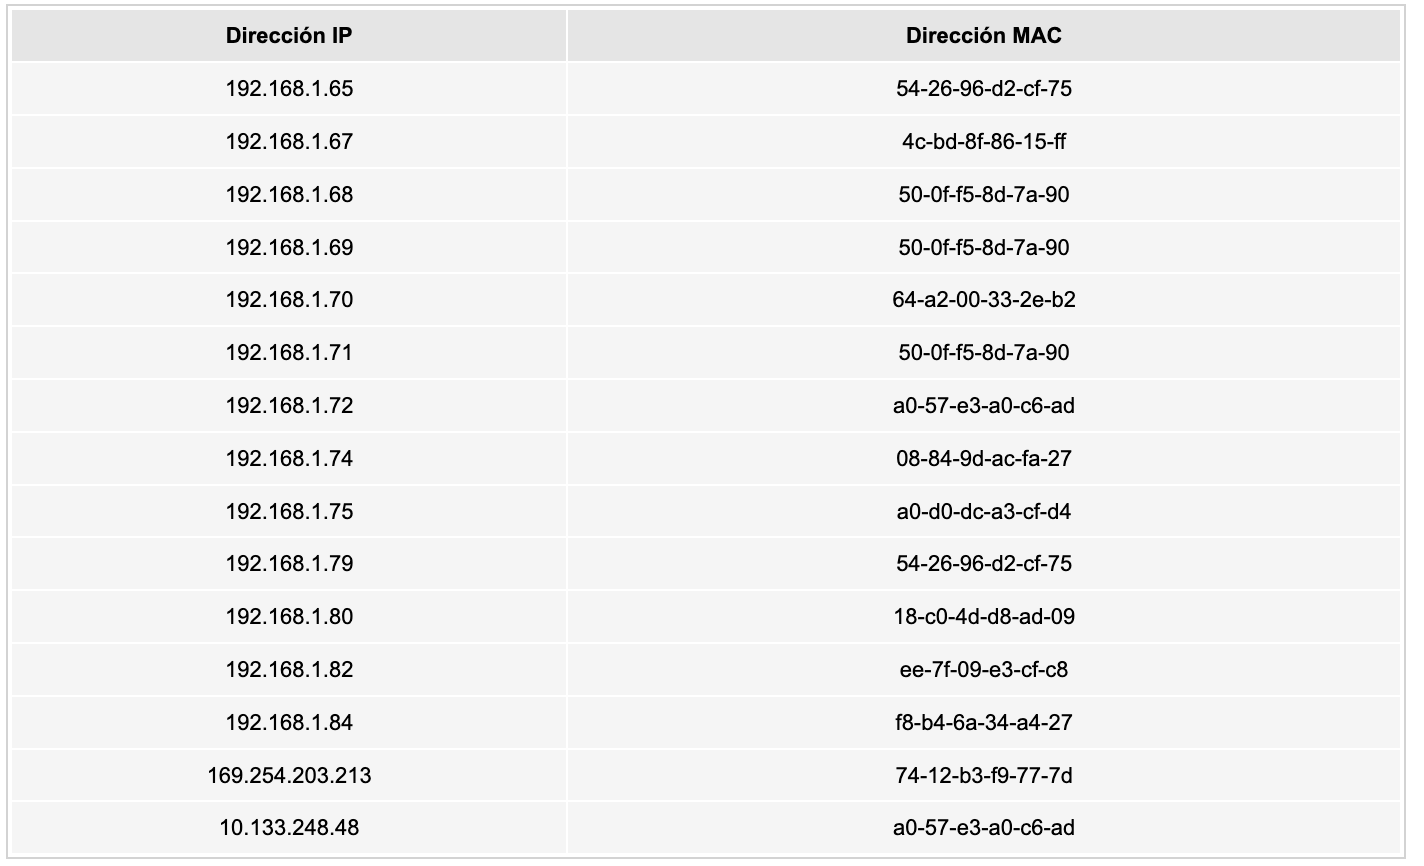 Dirección IP Dirección MAC
192.168.1.65 54-26-96-d2-cf-75
192.168.1.67 4c-bd-8f-86-15-ff
192.168.1.68 50-0f-f5-8d-7a-90
192.168.1.69 50-0f-f5-8d-7a-90
192.168.1.70 64-a2-00-33-2e-b2
192.168.1.71 50-0f-f5-8d-7a-90
192.168.1.72 a0-57-e3-a0-c6-ad
192.168.1.74 08-84-9d-ac-fa-27
192.168.1.75 a0-d0-dc-a3-cf-d4
192.168.1.79 54-26-96-d2-cf-75
192.168.1.80 18-c0-4d-d8-ad-09
192.168.1.82 ee-7f-09-e3-cf-c8
192.168.1.84 f8-b4-6a-34-a4-27
169.254.203.213 74-12-b3-f9-77-7d
10.133.248.48 a0-57-e3-a0-c6-ad